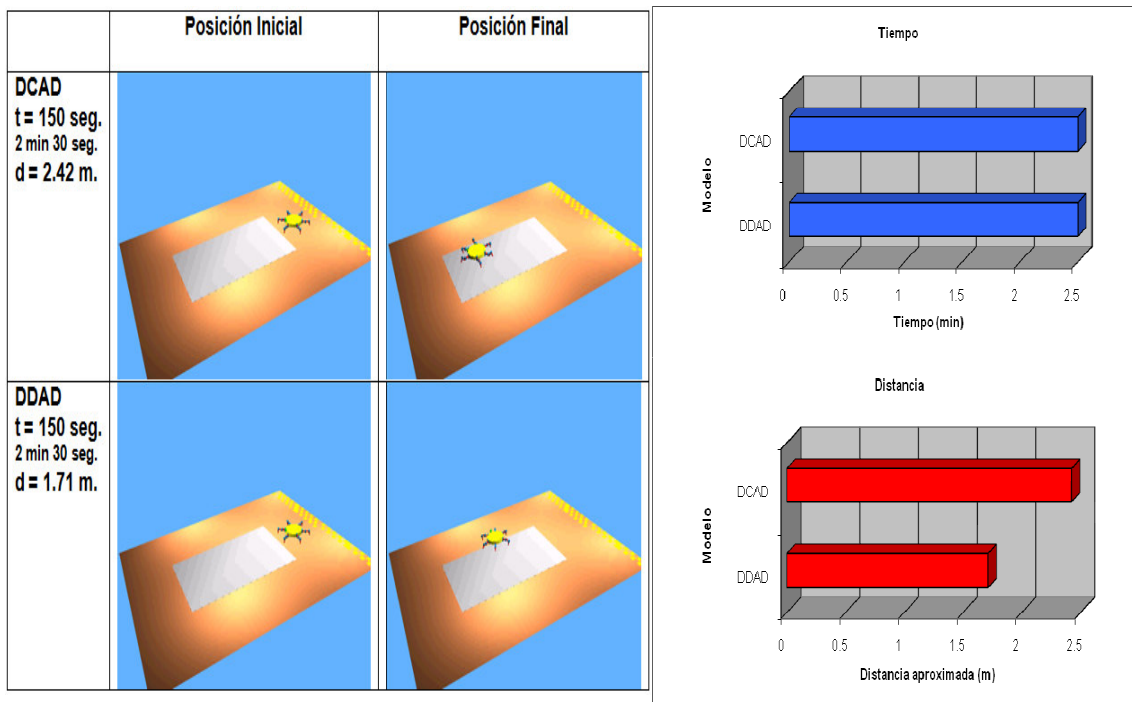 Posición Inicial
Posición Final
DCAD
t = 150 seg.
2 min 30 seg.
d = 2.42 m.
DDAD
t = 150 seg.
2 min 30 seg.
d = 1.71 m.
Tiempo
Modelo
DCAD
DDAD
0 0.5 1 1.5 2 2.5
Tiempo (min)
Distancia
Modelo
DCAD
DDAD
0 0.5 1 1.5 2 2.5
Distancia aproximada (m)